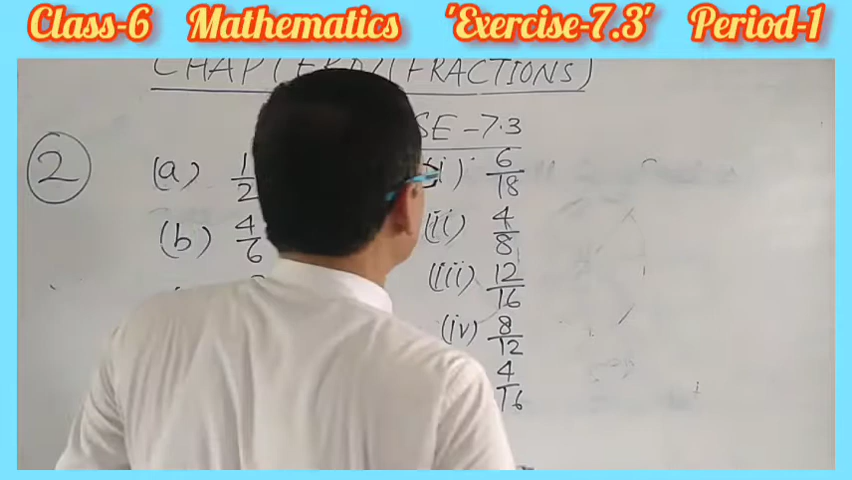 Class-6 Mathematics 'Exercise-7.3' Period-1
(FRACTIONS)
SE-7.3
2 (a) 1/2 (i) 6/18
(b) 4/6 (ii) 4/8
(iii) 12/16
(iv) 8/12
4/16